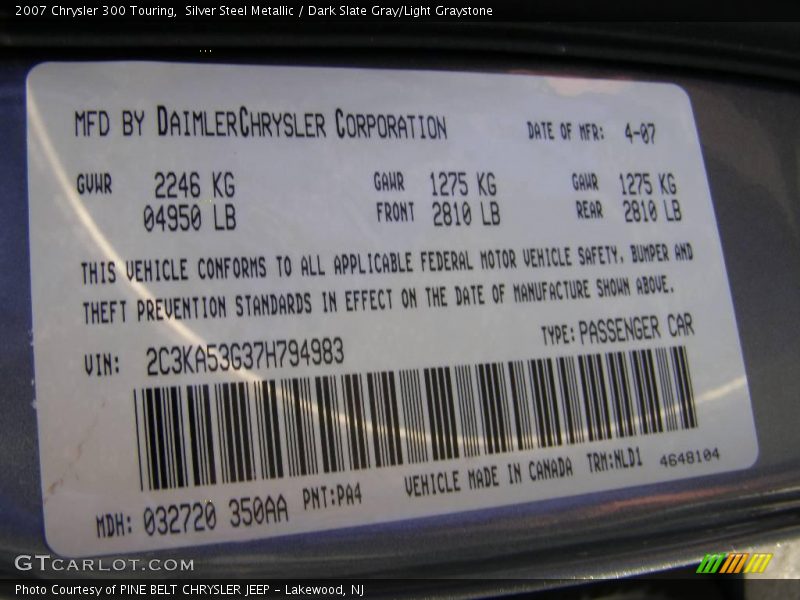 2007 Chrysler 300 Touring,  Silver Steel Metallic / Dark Slate Gray/Light Graystone
MFD BY DAIMLERCHRYSLER CORPORATION DATE OF MFR: 4-07
GVWR 2246 KG GAWR 1275 KG GAWR 1275 KG
04950 LB FRONT 2810 LB REAR 2810 LB
THIS VEHICLE CONFORMS TO ALL APPLICABLE FEDERAL MOTOR VEHICLE SAFETY, BUMPER AND
THEFT PREVENTION STANDARDS IN EFFECT ON THE DATE OF MANUFACTURE SHOWN ABOVE.
VIN: 2C3KA53G37H794983 TYPE: PASSENGER CAR
MDH: 032720 350AA PNT:PA4 VEHICLE MADE IN CANADA TRM:NLD1 4648104
GTCARLOT.COM
Photo Courtesy of PINE BELT CHRYSLER JEEP - Lakewood, NJ